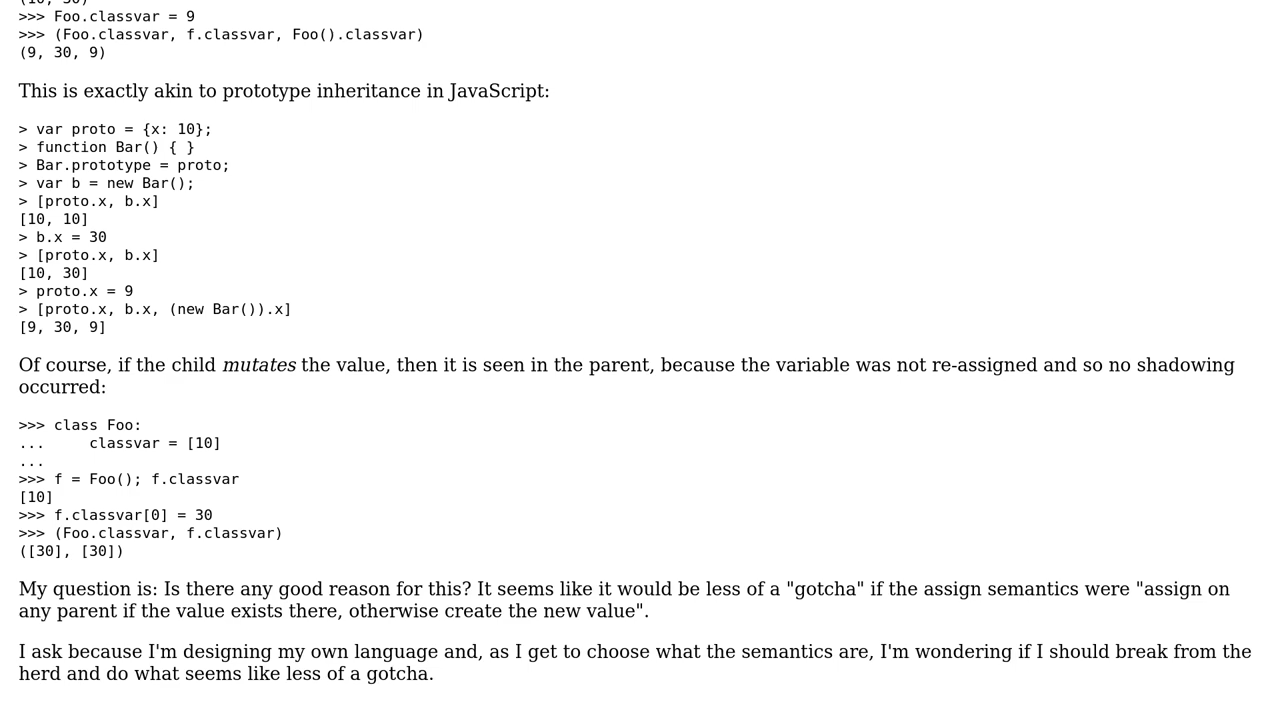 (10, 30)
>>> Foo.classvar = 9
>>> (Foo.classvar, f.classvar, Foo().classvar)
(9, 30, 9)
This is exactly akin to prototype inheritance in JavaScript:
> var proto = {x: 10};
> function Bar() { }
> Bar.prototype = proto;
> var b = new Bar();
> [proto.x, b.x]
[10, 10]
> b.x = 30
> [proto.x, b.x]
[10, 30]
> proto.x = 9
> [proto.x, b.x, (new Bar()).x]
[9, 30, 9]
Of course, if the child mutates the value, then it is seen in the parent, because the variable was not re-assigned and so no shadowing
occurred:
>>> class Foo:
...     classvar = [10]
...
>>> f = Foo(); f.classvar
[10]
>>> f.classvar[0] = 30
>>> (Foo.classvar, f.classvar)
([30], [30])
My question is: Is there any good reason for this? It seems like it would be less of a "gotcha" if the assign semantics were "assign on
any parent if the value exists there, otherwise create the new value".
I ask because I'm designing my own language and, as I get to choose what the semantics are, I'm wondering if I should break from the
herd and do what seems like less of a gotcha.